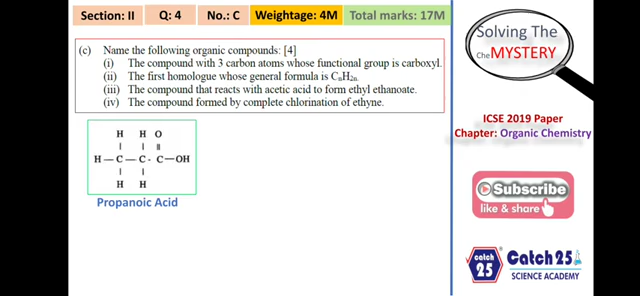 Section: II Q: 4 No.: C Weightage: 4M Total marks: 17M
(c) Name the following organic compounds: [4]
(i) The compound with 3 carbon atoms whose functional group is carboxyl.
(ii) The first homologue whose general formula is CnH2n.
(iii) The compound that reacts with acetic acid to form ethyl ethanoate.
(iv) The compound formed by complete chlorination of ethyne.
H H O
| | ||
H — C — C - C — OH
| |
H H
Propanoic Acid
Solving The
CheMYSTERY
ICSE 2019 Paper
Chapter: Organic Chemistry
Subscribe
like & share
catch
25
Catch 25
SCIENCE ACADEMY